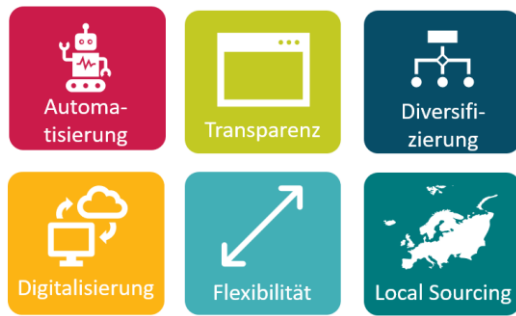 Automa-
tisierung
Transparenz
Diversifi-
zierung
Digitalisierung
Flexibilität
Local Sourcing